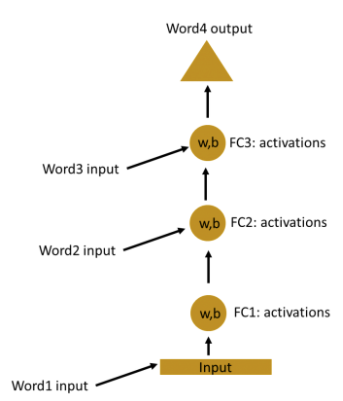 Word4 output
w,b FC3: activations
Word3 input
w,b FC2: activations
Word2 input
w,b FC1: activations
Input
Word1 input